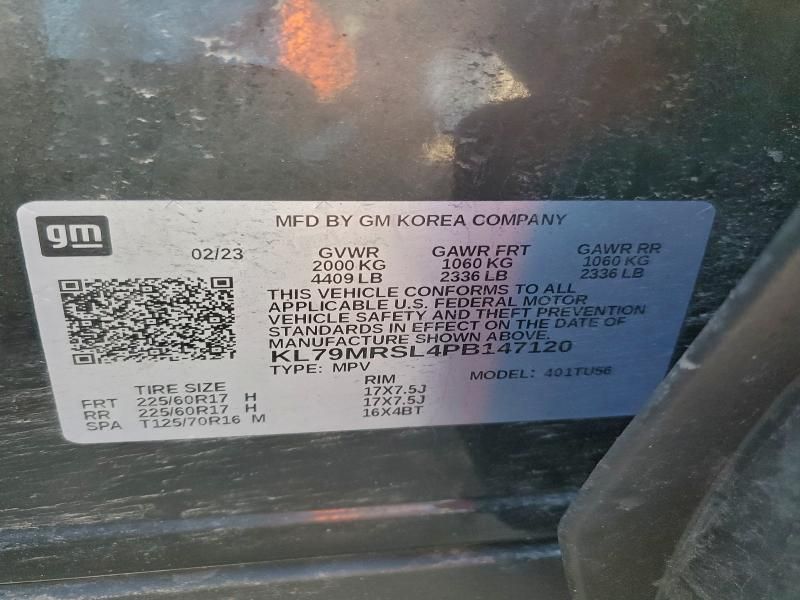 gm
MFD BY GM KOREA COMPANY
02/23 GVWR GAWR FRT GAWR RR
2000 KG 1060 KG 1060 KG
4409 LB 2336 LB 2336 LB
THIS VEHICLE CONFORMS TO ALL
APPLICABLE U.S. FEDERAL MOTOR
VEHICLE SAFETY AND THEFT PREVENTION
STANDARDS IN EFFECT ON THE DATE OF
MANUFACTURE SHOWN ABOVE.
KL79MRSL4PB147120
TYPE: MPV MODEL: 401TU56
TIRE SIZE RIM
FRT 225/60R17 H 17X7.5J
RR 225/60R17 H 17X7.5J
SPA T125/70R16 M 16X4BT